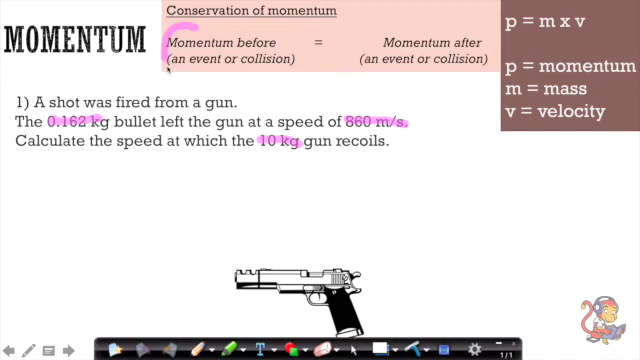 MOMENTUM
Conservation of momentum
Momentum before = Momentum after
(an event or collision) (an event or collision)
p = m x v
p = momentum
m = mass
v = velocity
1) A shot was fired from a gun.
The 0.162 kg bullet left the gun at a speed of 860 m/s.
Calculate the speed at which the 10 kg gun recoils.
T
1/1